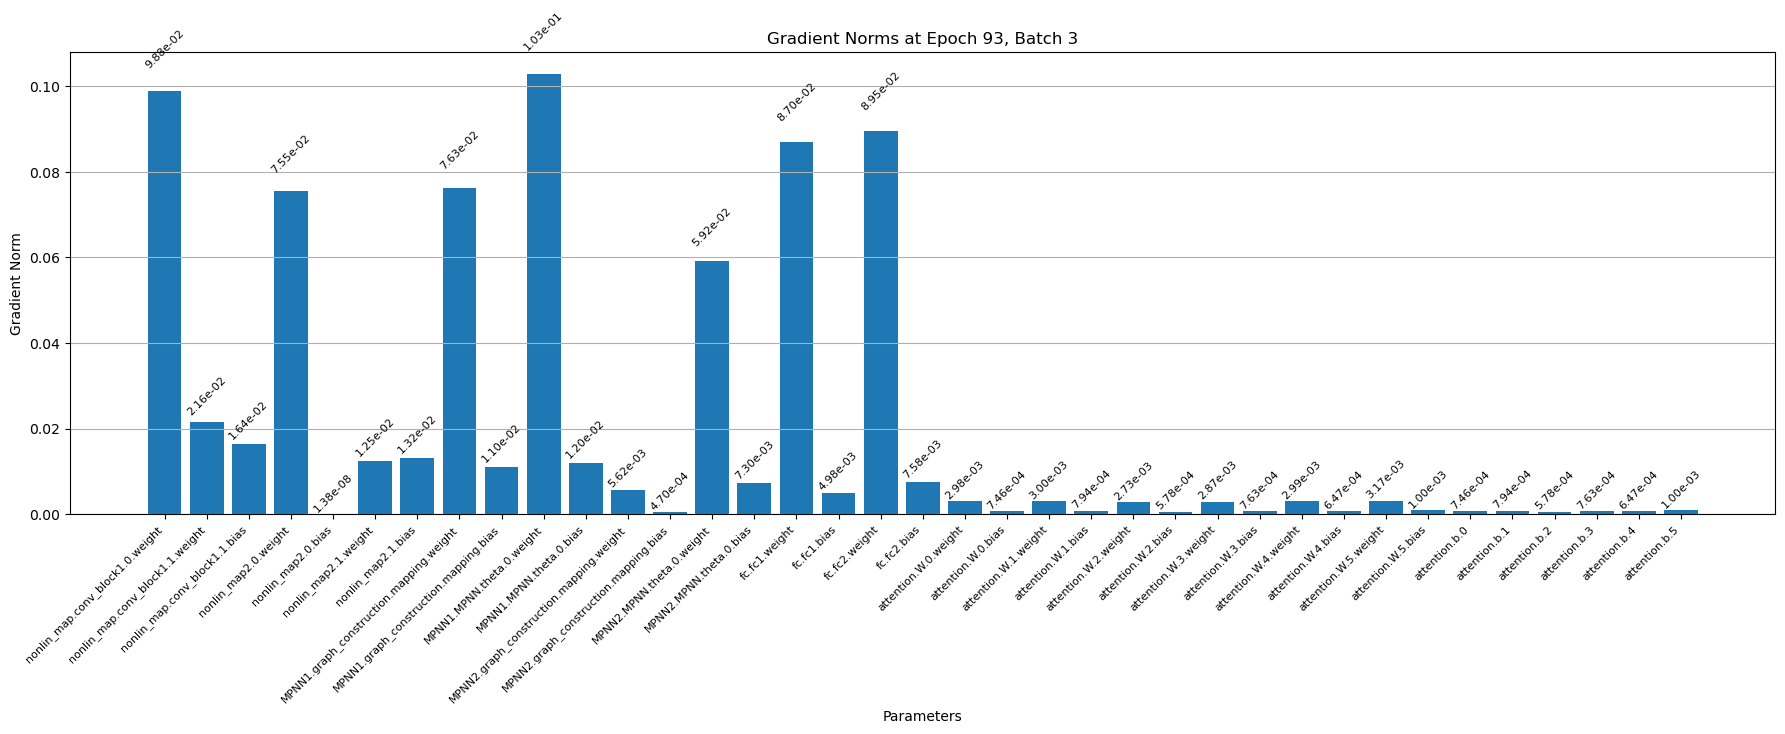 Gradient Norms at Epoch 93, Batch 3
Gradient Norm
0.10
0.08
0.06
0.04
0.02
0.00
9.88e-02
2.16e-02
1.64e-02
7.55e-02
1.38e-08
1.25e-02
1.32e-02
7.63e-02
1.10e-02
1.03e-01
1.20e-02
5.62e-03
4.70e-04
5.92e-02
7.30e-03
8.70e-02
4.98e-03
8.95e-02
7.58e-03
2.98e-03
7.46e-04
3.00e-03
7.94e-04
2.73e-03
5.78e-04
2.87e-03
7.63e-04
2.99e-03
6.47e-04
3.17e-03
1.00e-03
7.46e-04
7.94e-04
5.78e-04
7.63e-04
6.47e-04
1.00e-03
nonlin_map.conv_block1.0.weight
nonlin_map.conv_block1.1.weight
nonlin_map.conv_block1.1.bias
nonlin_map2.0.weight
nonlin_map2.0.bias
nonlin_map2.1.weight
nonlin_map2.1.bias
MPNN1.graph_construction.mapping.weight
MPNN1.graph_construction.mapping.bias
MPNN1.MPNN.theta.0.weight
MPNN1.MPNN.theta.0.bias
MPNN2.graph_construction.mapping.weight
MPNN2.graph_construction.mapping.bias
MPNN2.MPNN.theta.0.weight
MPNN2.MPNN.theta.0.bias
fc.fc1.weight
fc.fc1.bias
fc.fc2.weight
fc.fc2.bias
attention.W.0.weight
attention.W.0.bias
attention.W.1.weight
attention.W.1.bias
attention.W.2.weight
attention.W.2.bias
attention.W.3.weight
attention.W.3.bias
attention.W.4.weight
attention.W.4.bias
attention.W.5.weight
attention.W.5.bias
attention.b.0
attention.b.1
attention.b.2
attention.b.3
attention.b.4
attention.b.5
Parameters